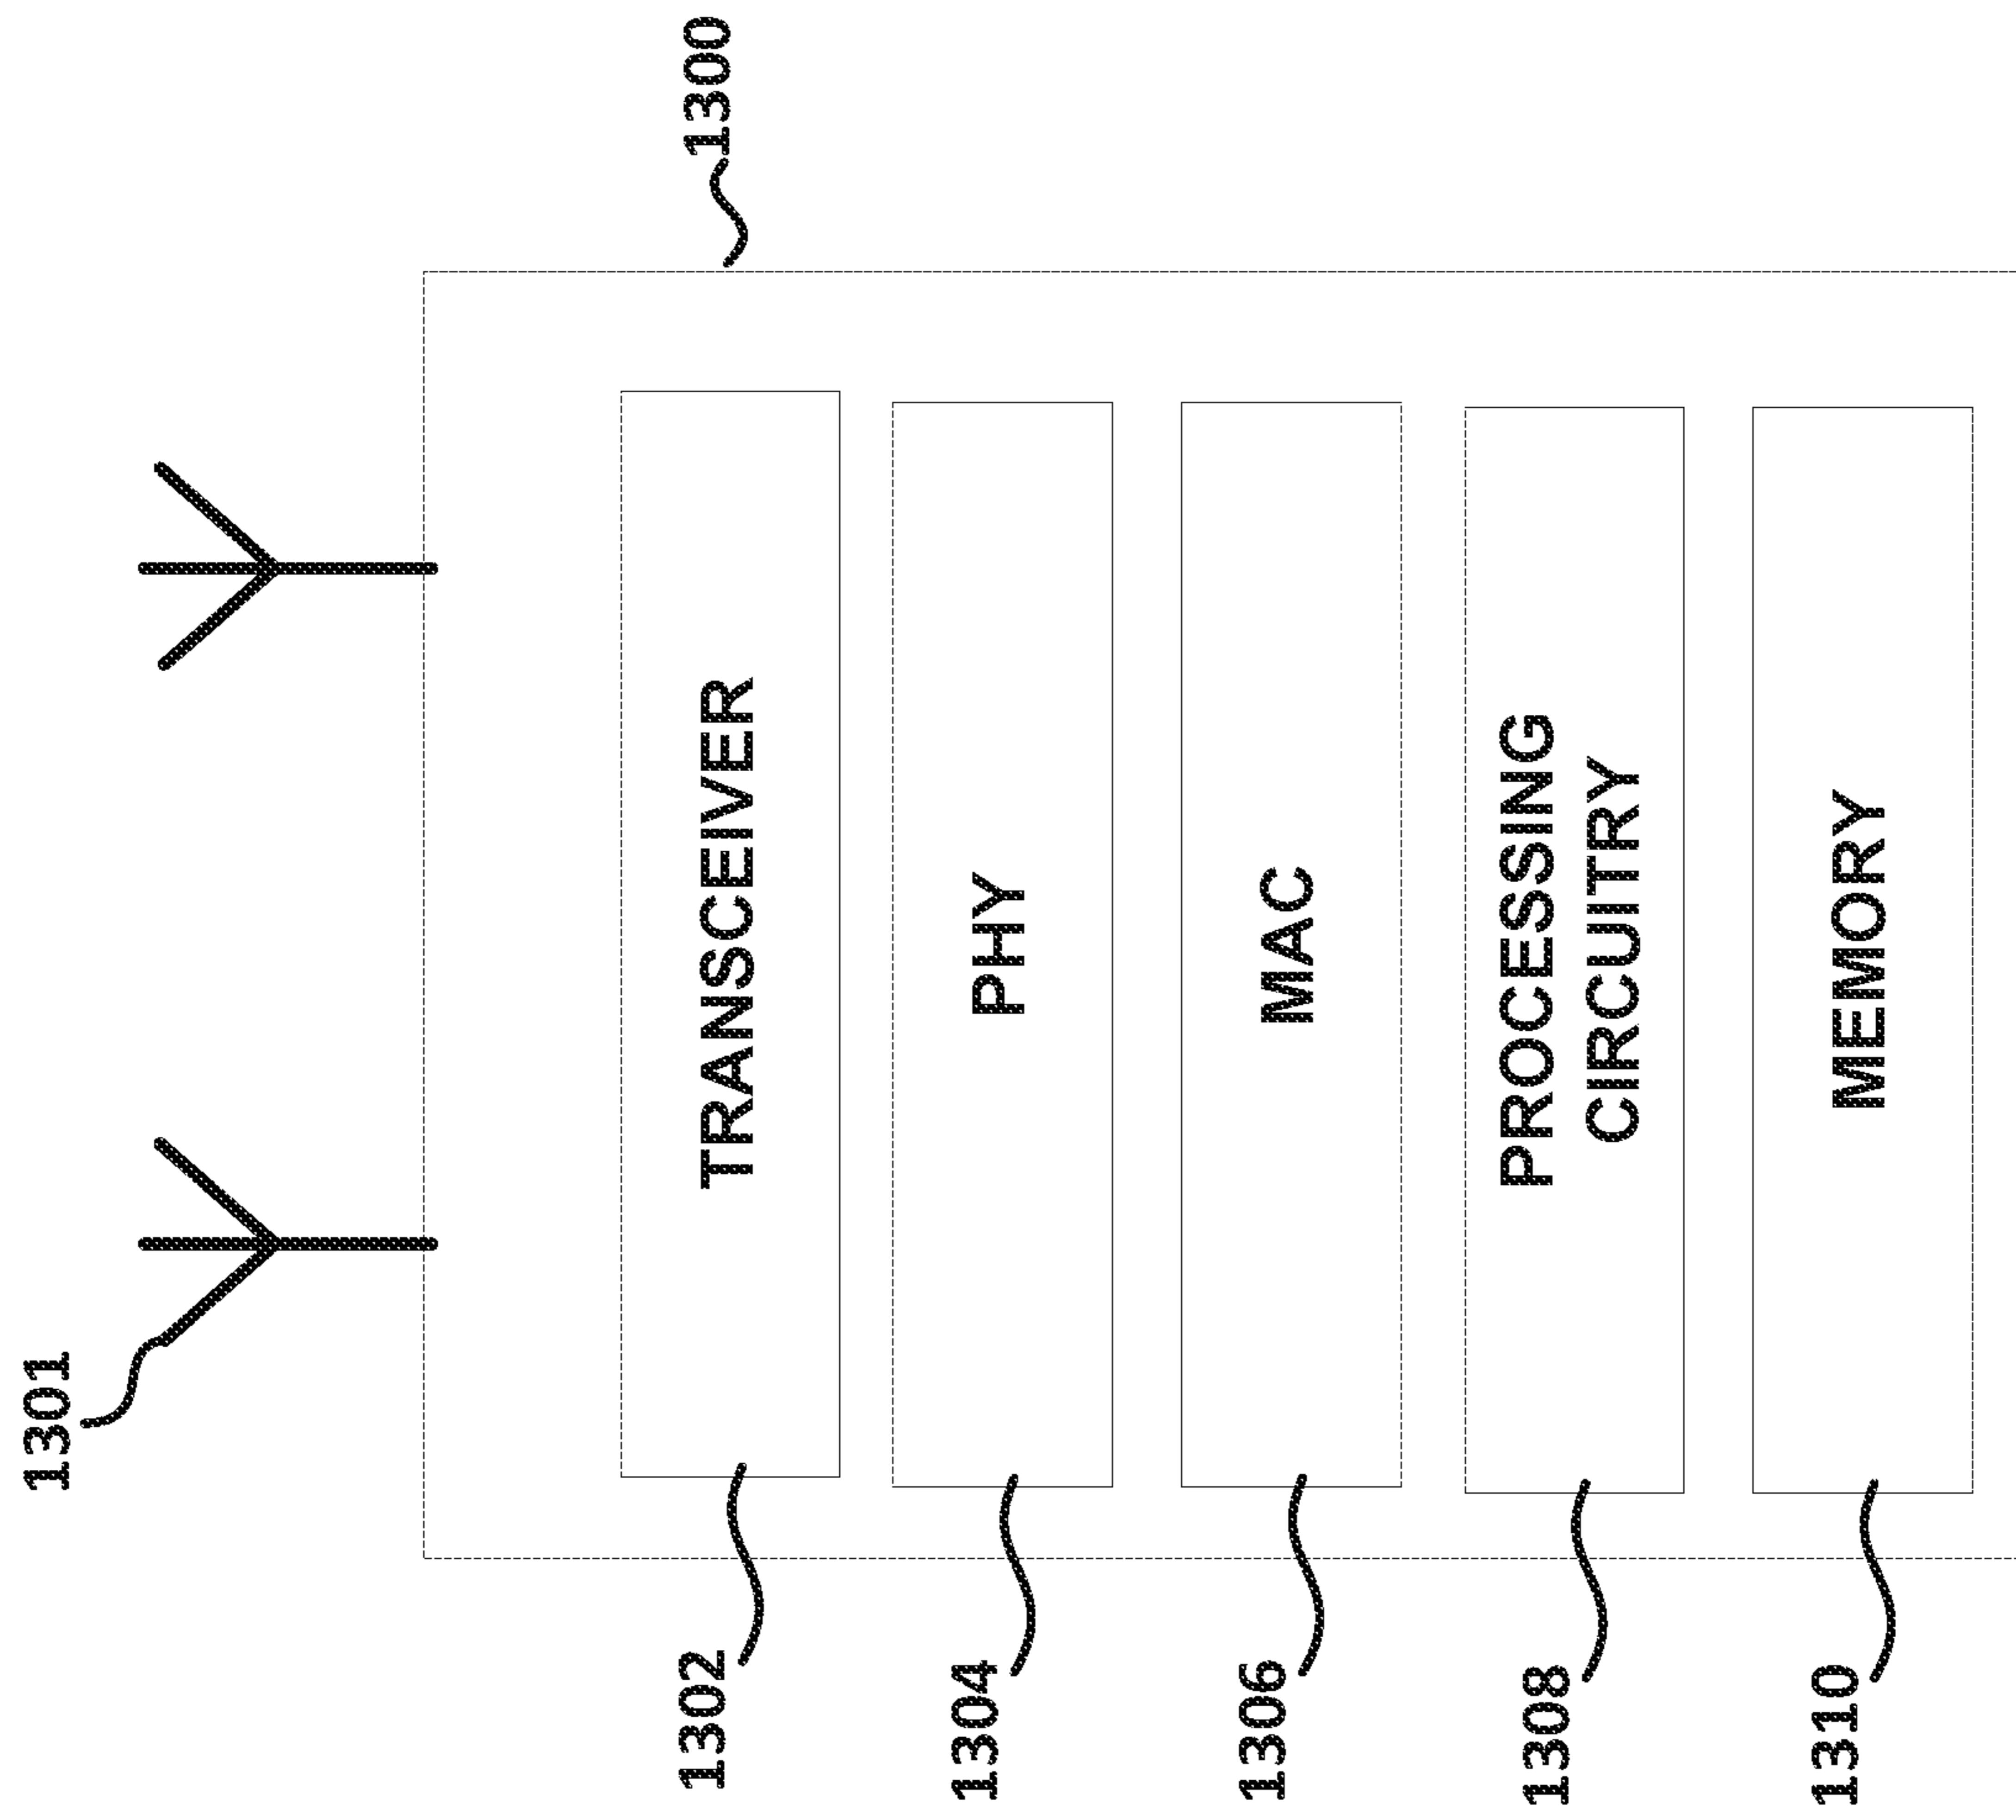 1301
1300
1302
TRANSCEIVER
1304
PHY
1306
MAC
1308
PROCESSING
CIRCUITRY
1310
MEMORY